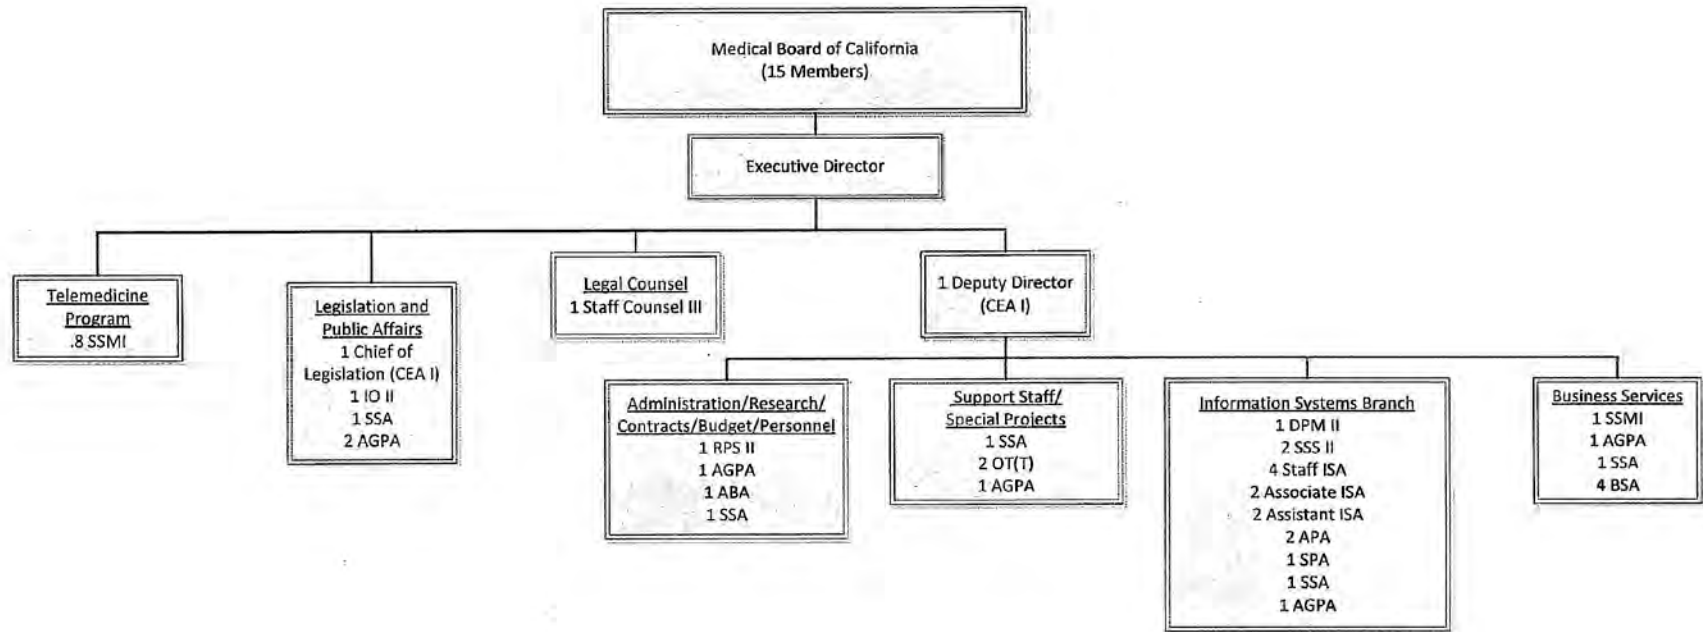 Medical Board of California
(15 Members)
Executive Director
Telemedicine
Program
.8 SSMI
Legislation and
Public Affairs
1 Chief of
Legislation (CEA I)
1 IO II
1 SSA
2 AGPA
Legal Counsel
1 Staff Counsel III
1 Deputy Director
(CEA I)
Administration/Research/
Contracts/Budget/Personnel
1 RPS II
1 AGPA
1 ABA
1 SSA
Support Staff/
Special Projects
1 SSA
2 OT(T)
1 AGPA
Information Systems Branch
1 DPM II
2 SSS II
4 Staff ISA
2 Associate ISA
2 Assistant ISA
2 APA
1 SPA
1 SSA
1 AGPA
Business Services
1 SSMI
1 AGPA
1 SSA
4 BSA